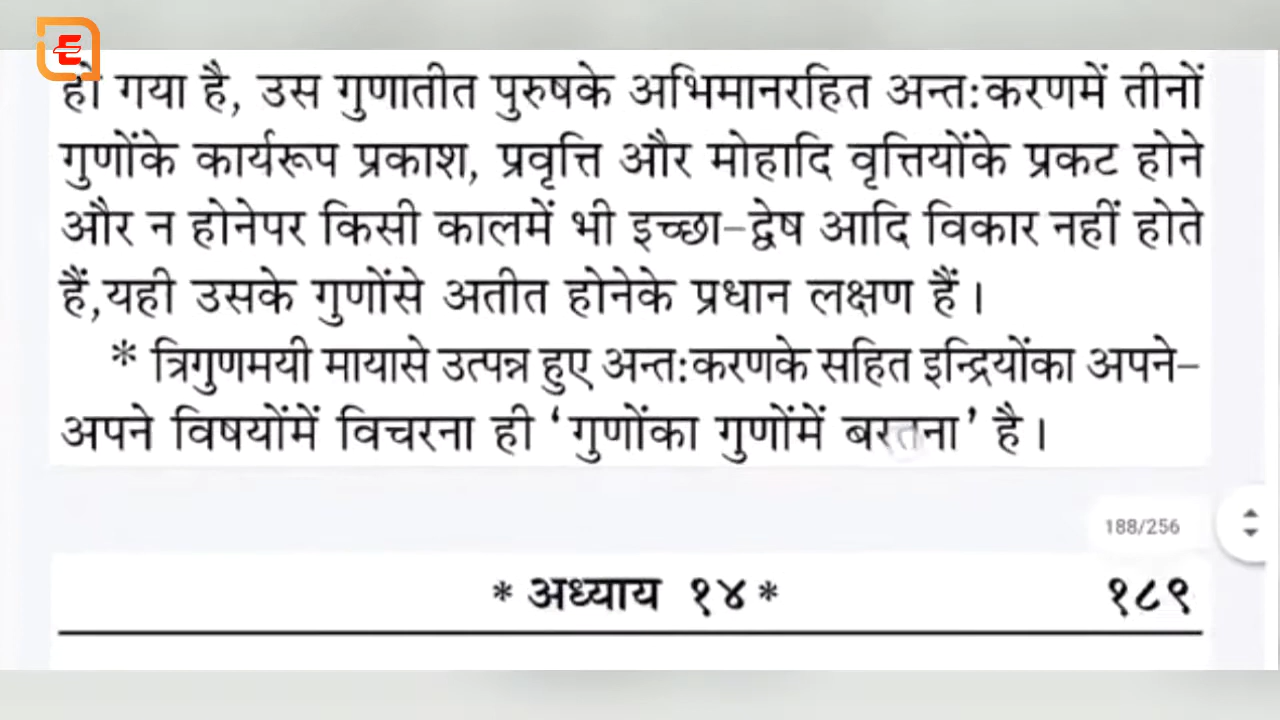 E
हो गया है, उस गुणातीत पुरुषके अभिमानरहित अन्त:करणमें तीनों
गुणोंके कार्यरूप प्रकाश, प्रवृत्ति और मोहादि वृत्तियोंके प्रकट होने
और न होनेपर किसी कालमें भी इच्छा-द्वेष आदि विकार नहीं होते
हैं,यही उसके गुणोंसे अतीत होनेके प्रधान लक्षण हैं।
* त्रिगुणमयी मायासे उत्पन्न हुए अन्त:करणके सहित इन्द्रियोंका अपने-
अपने विषयोंमें विचरना ही ‘गुणोंका गुणोंमें बरतना’ है।
188/256
* अध्याय १४ * १८९